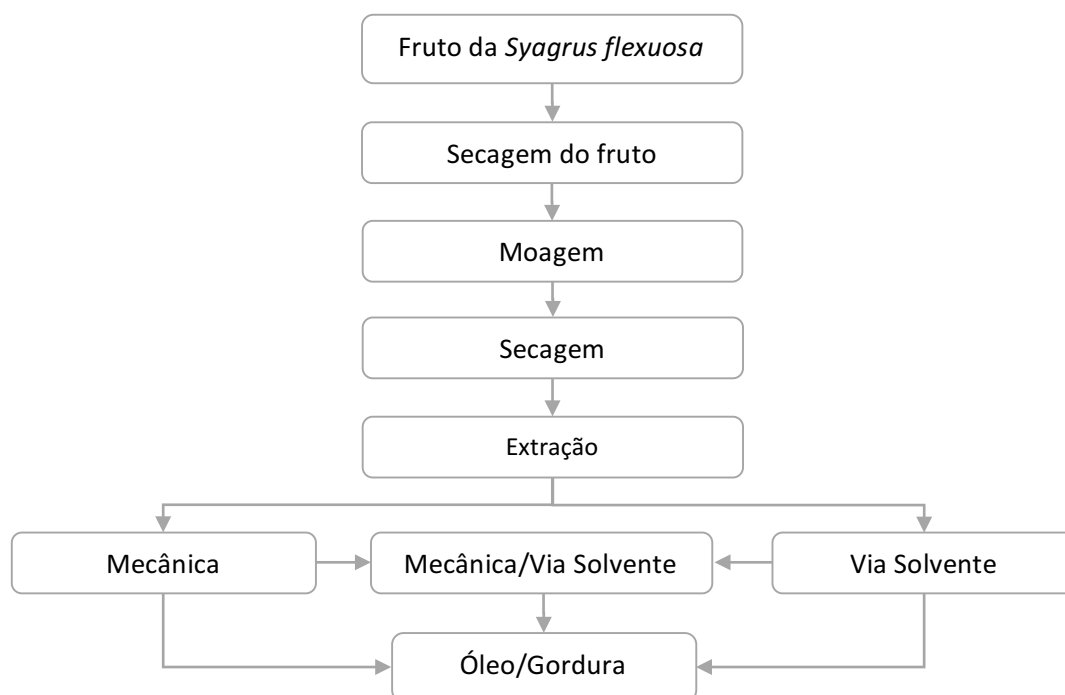 Fruto da Syagrus flexuosa
Secagem do fruto
Moagem
Secagem
Extração
Mecânica
Mecânica/Via Solvente
Via Solvente
Óleo/Gordura